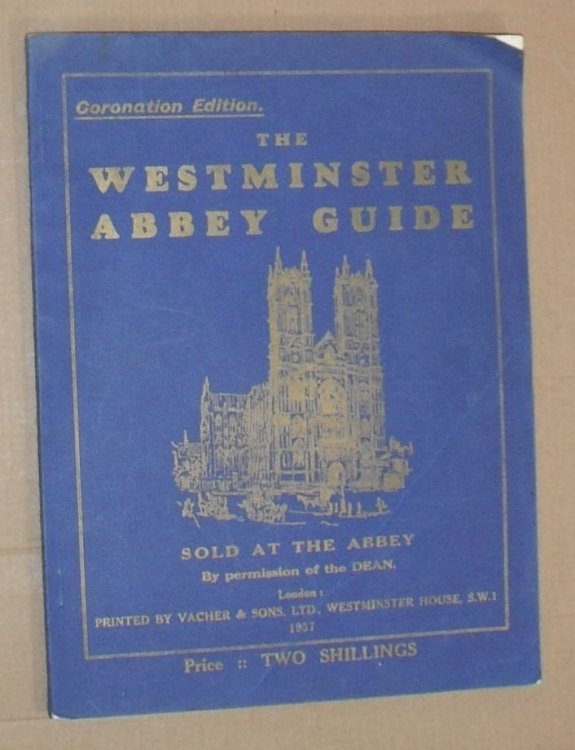 Coronation Edition.
THE
WESTMINSTER
ABBEY GUIDE
SOLD AT THE ABBEY
By permission of the DEAN.
London :
PRINTED BY VACHER & SONS, LTD., WESTMINSTER HOUSE, S.W.1
1937
Price :: TWO SHILLINGS